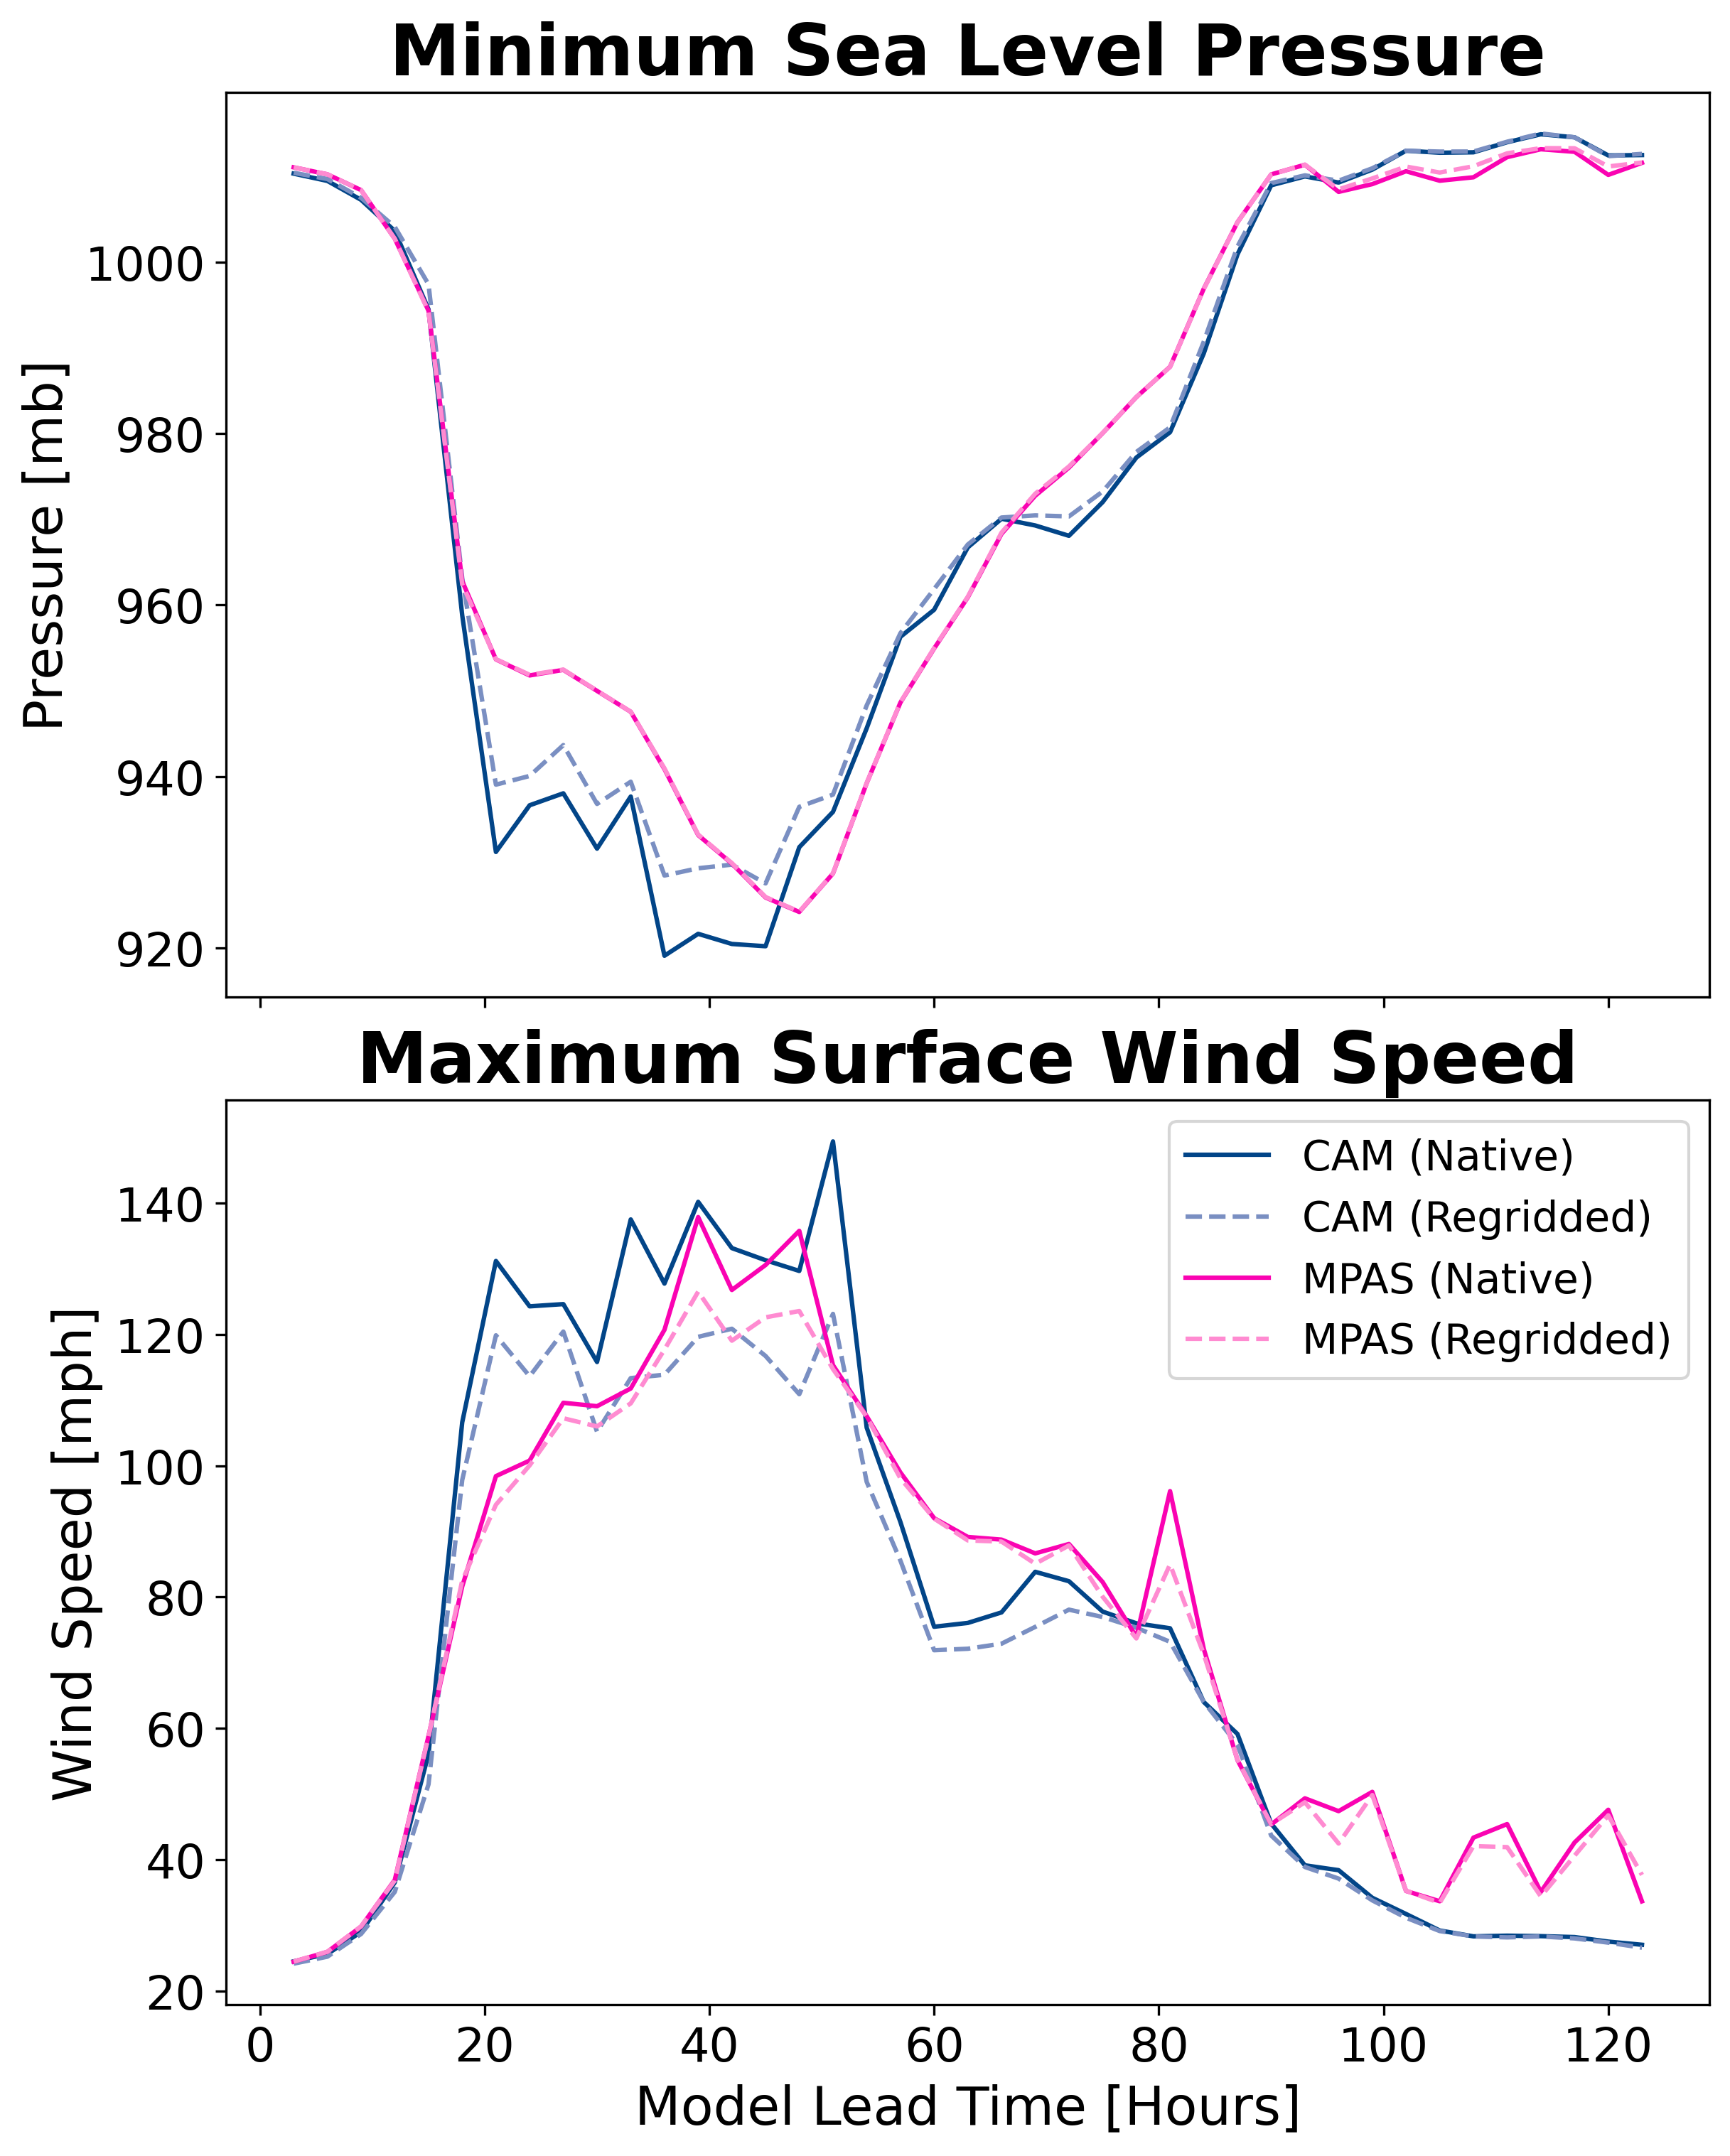 Minimum Sea Level Pressure
Pressure [mb]
1000
980
960
940
920
Maximum Surface Wind Speed
Wind Speed [mph]
140
120
100
80
60
40
20
CAM (Native)
CAM (Regridded)
MPAS (Native)
MPAS (Regridded)
0 20 40 60 80 100 120
Model Lead Time [Hours]